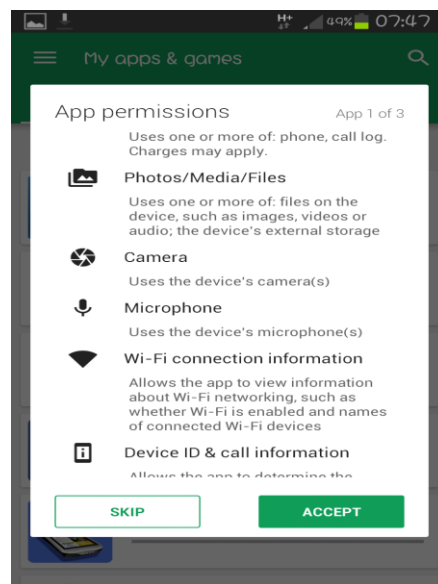 H+ 49% 07:47
My apps & games
App permissions App 1 of 3
Uses one or more of: phone, call log.
Charges may apply.
Photos/Media/Files
Uses one or more of: files on the
device, such as images, videos or
audio; the device's external storage
Camera
Uses the device's camera(s)
Microphone
Uses the device's microphone(s)
Wi-Fi connection information
Allows the app to view information
about Wi-Fi networking, such as
whether Wi-Fi is enabled and names
of connected Wi-Fi devices
Device ID & call information
Allows the app to determine the
SKIP ACCEPT